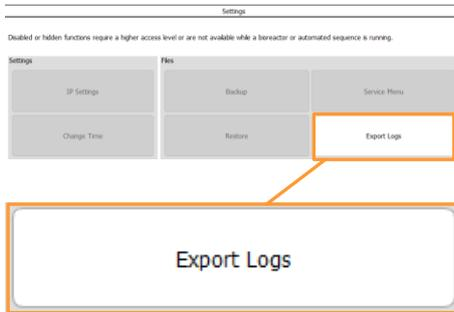 Settings
Disabled or hidden functions require a higher access level or are not available while a bioreactor or automated sequence is running.
Settings
Files
IP Settings
Backup
Service Menu
Change Time
Restore
Export Logs
Export Logs